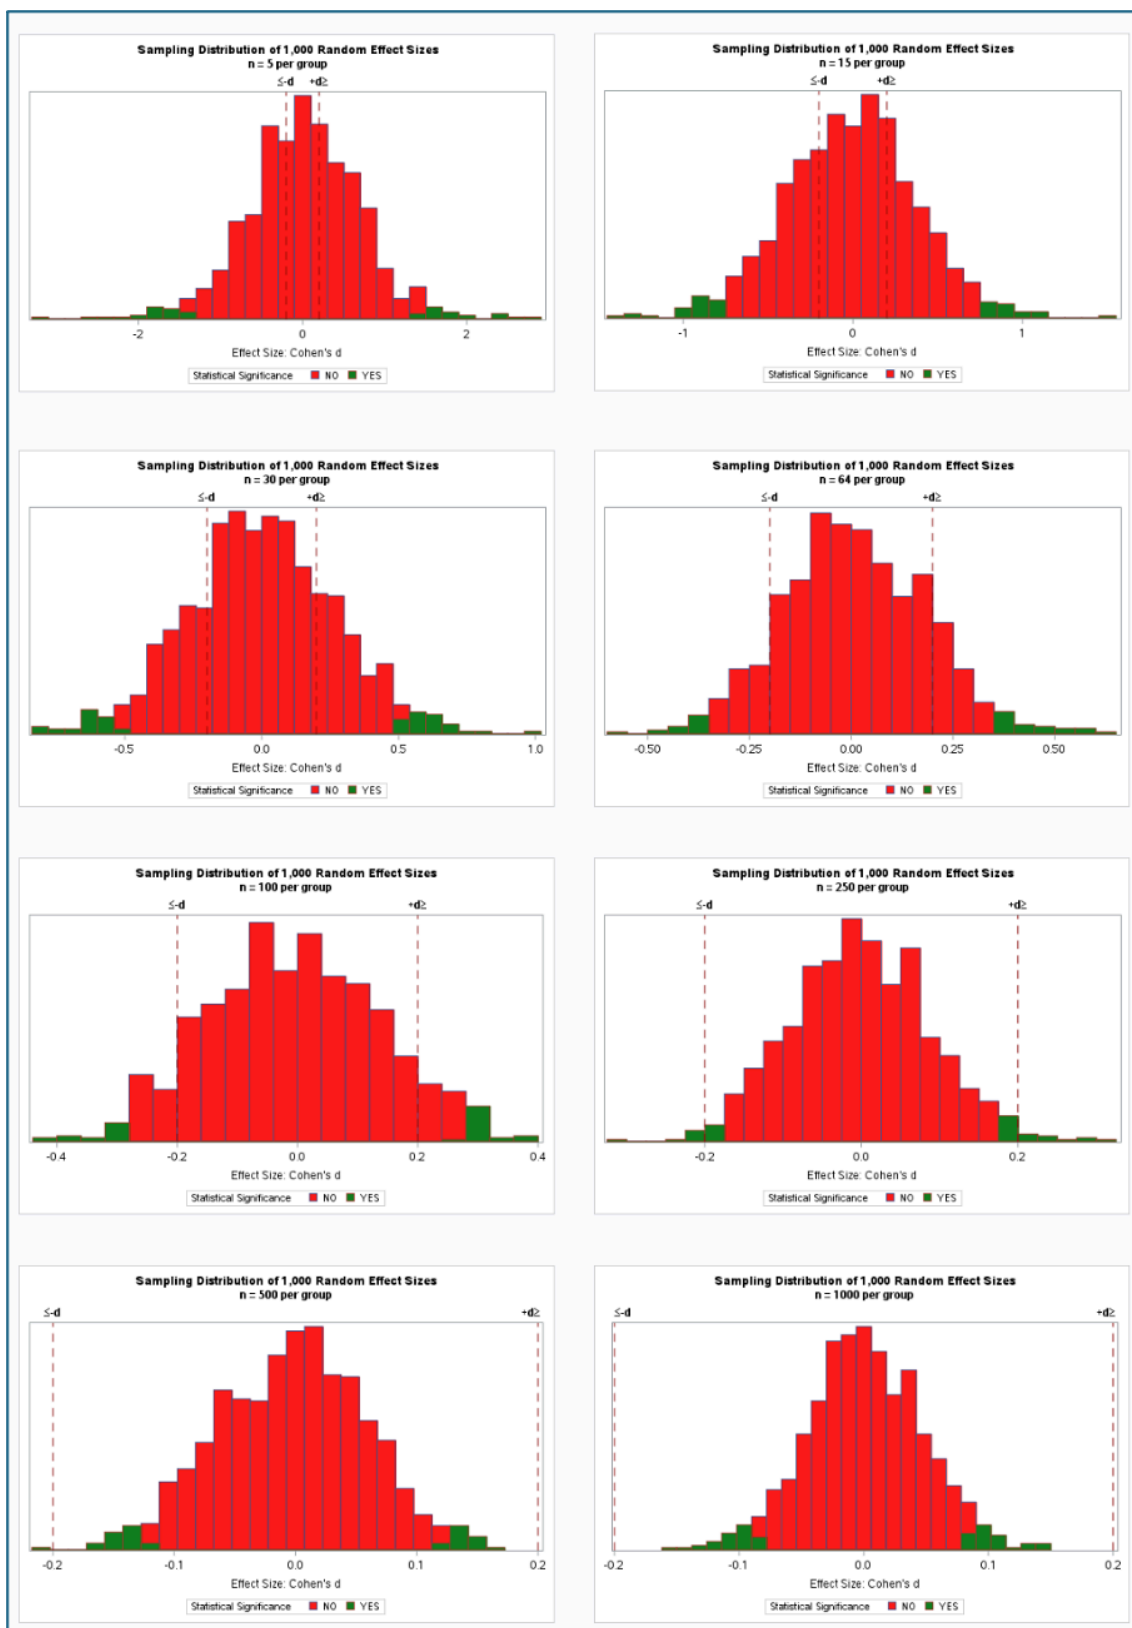 Sampling Distribution of 1,000 Random Effect Sizes
n = 5 per group
≤-d +d≥
-2 0 2
Effect Size: Cohen's d
Statistical Significance NO YES
Sampling Distribution of 1,000 Random Effect Sizes
n = 15 per group
≤-d +d≥
-1 0 1
Effect Size: Cohen's d
Statistical Significance NO YES
Sampling Distribution of 1,000 Random Effect Sizes
n = 30 per group
≤-d +d≥
-0.5 0.0 0.5 1.0
Effect Size: Cohen's d
Statistical Significance NO YES
Sampling Distribution of 1,000 Random Effect Sizes
n = 64 per group
≤-d +d≥
-0.50 -0.25 0.00 0.25 0.50
Effect Size: Cohen's d
Statistical Significance NO YES
Sampling Distribution of 1,000 Random Effect Sizes
n = 100 per group
≤-d +d≥
-0.4 -0.2 0.0 0.2 0.4
Effect Size: Cohen's d
Statistical Significance NO YES
Sampling Distribution of 1,000 Random Effect Sizes
n = 250 per group
≤-d +d≥
-0.2 0.0 0.2
Effect Size: Cohen's d
Statistical Significance NO YES
Sampling Distribution of 1,000 Random Effect Sizes
n = 500 per group
≤-d +d≥
-0.2 -0.1 0.0 0.1 0.2
Effect Size: Cohen's d
Statistical Significance NO YES
Sampling Distribution of 1,000 Random Effect Sizes
n = 1000 per group
≤-d +d≥
-0.2 -0.1 0.0 0.1 0.2
Effect Size: Cohen's d
Statistical Significance NO YES